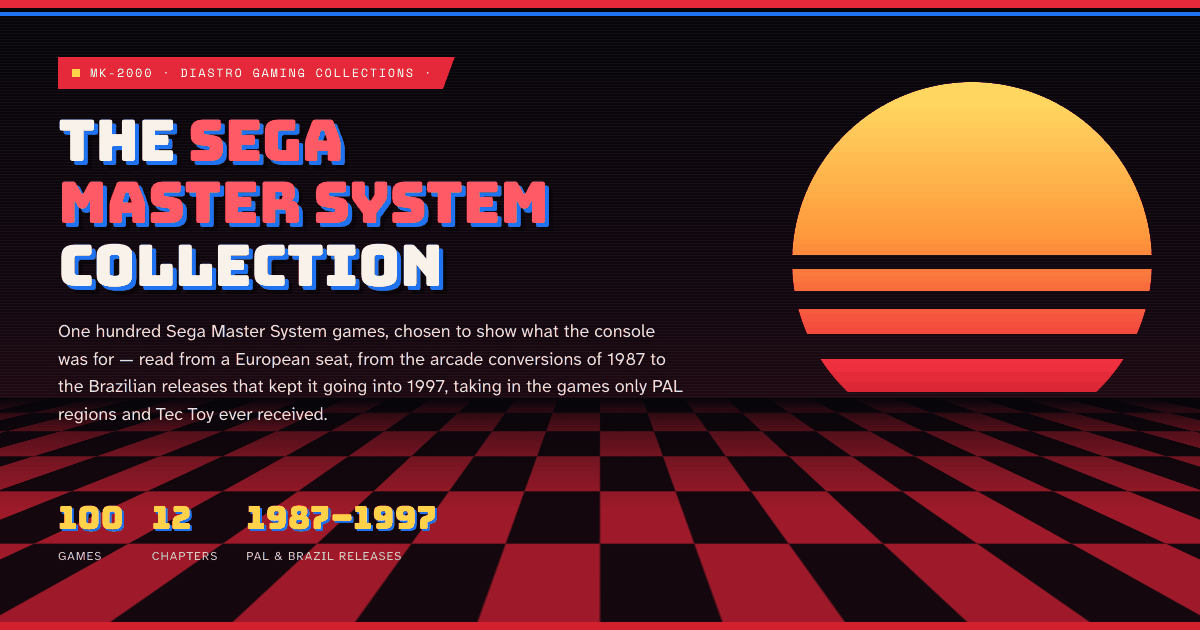 MK-2000 · DIASTRO GAMING COLLECTIONS ·
THE SEGA
MASTER SYSTEM
COLLECTION
One hundred Sega Master System games, chosen to show what the console
was for — read from a European seat, from the arcade conversions of 1987 to
the Brazilian releases that kept it going into 1997, taking in the games only PAL
regions and Tec Toy ever received.
100 12 1987–1997
GAMES CHAPTERS PAL & BRAZIL RELEASES